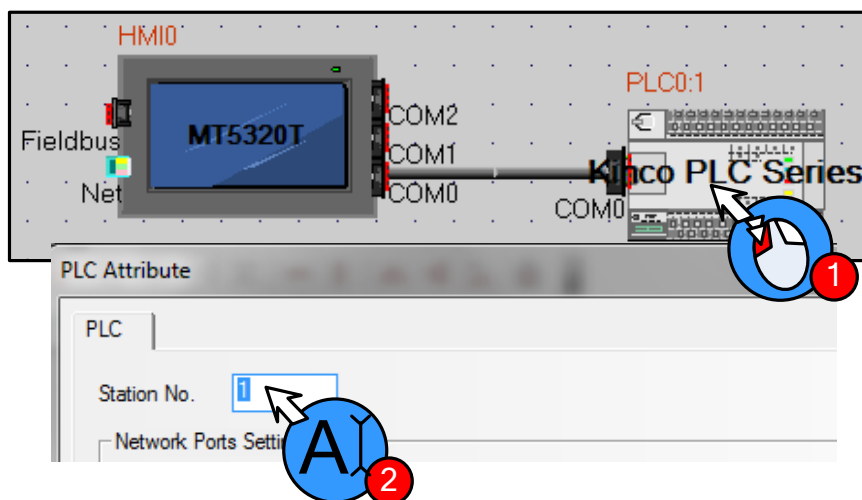 HMI0
PLC0:1
COM2
Fieldbus
MT5320T
COM1
Kinco PLC Series
Net
COM0
COM0
1
PLC Attribute
PLC
Station No. 1
Network Ports Setti
A
2